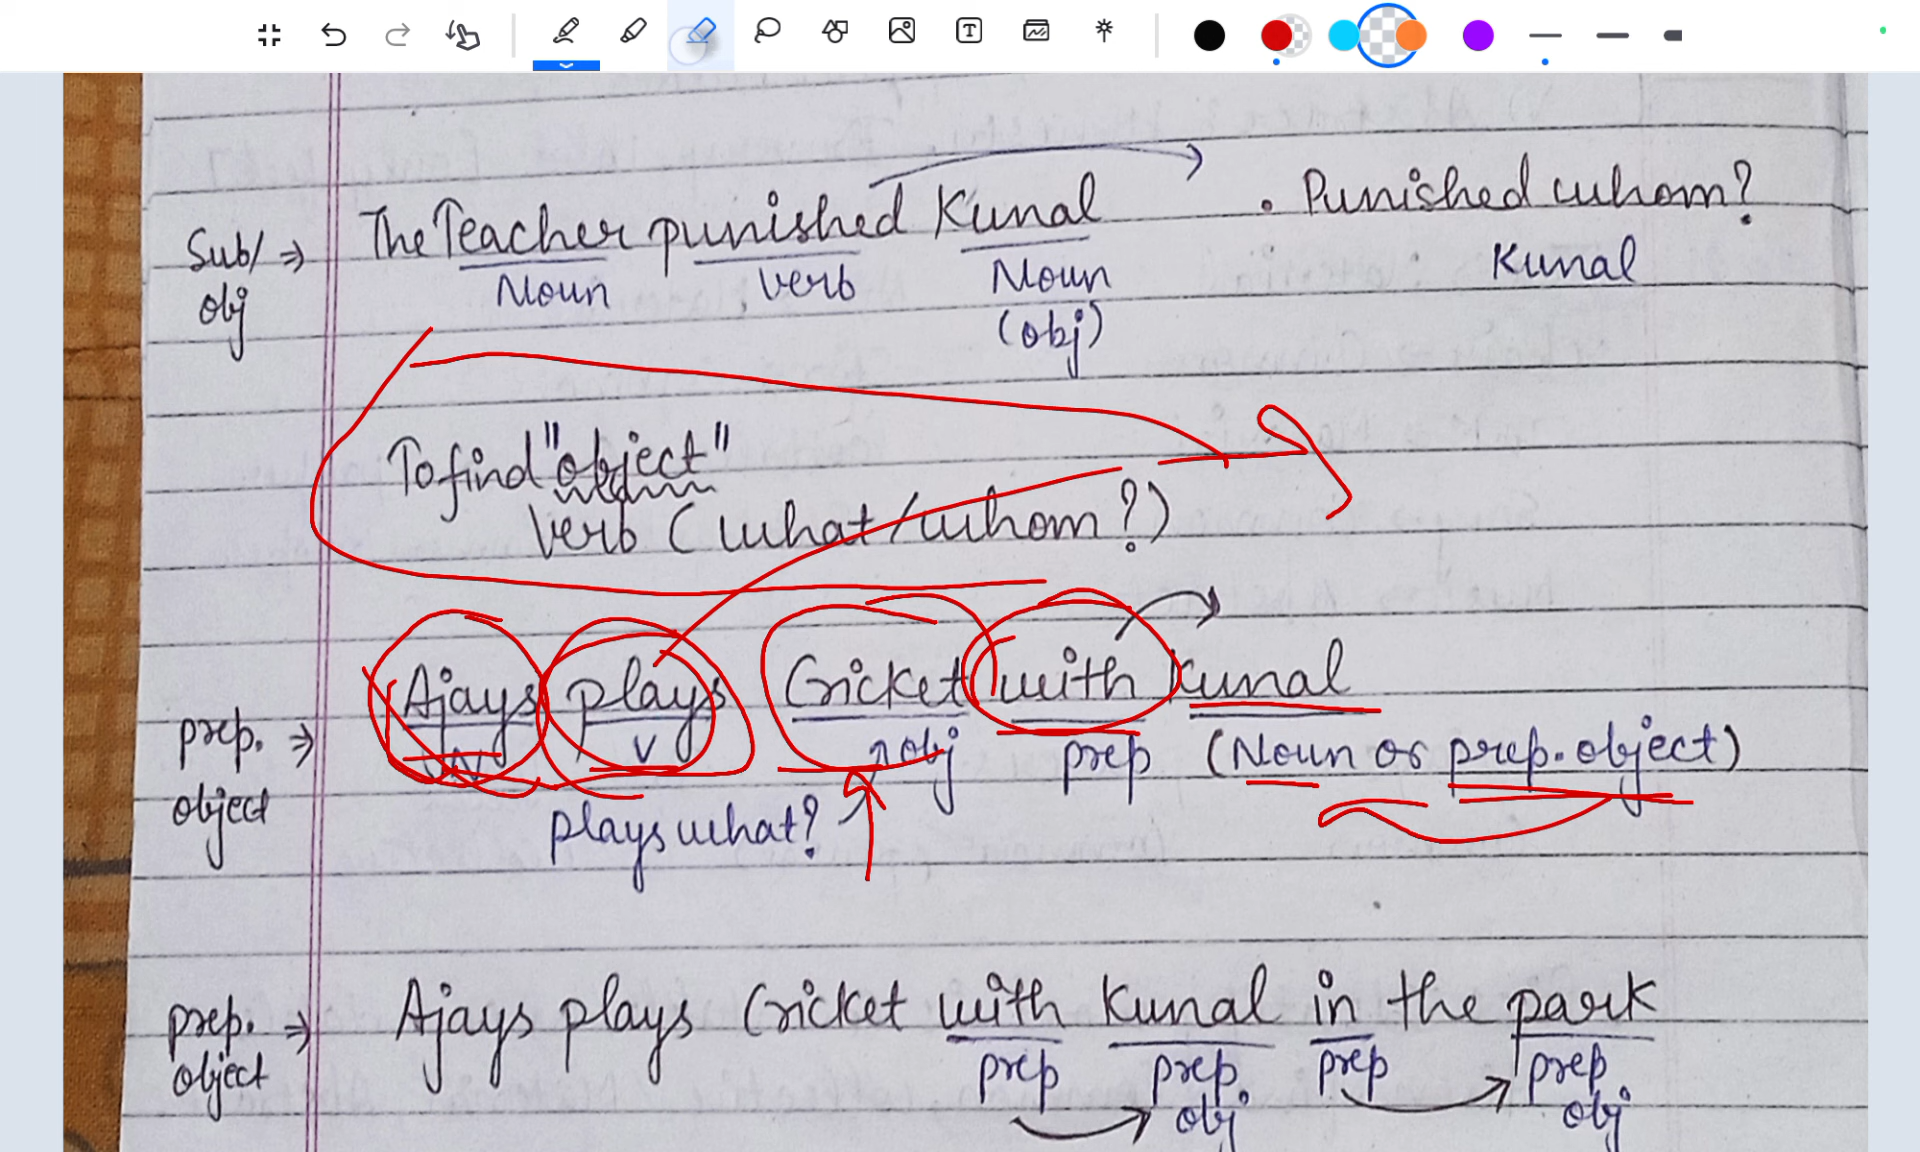 The Teacher punished Kunal . Punished whom?
Sub/ ⇒ Noun verb Noun Kunal
obj (obj)
To find "object"
Verb (what/whom?)
Ajays plays Cricket with Kunal
prep. ⇒ V obj prep (Noun or prep. object)
object plays what?
prep. ⇒ Ajays plays Cricket with Kunal in the park
object prep prep. prep prep.
obj obj